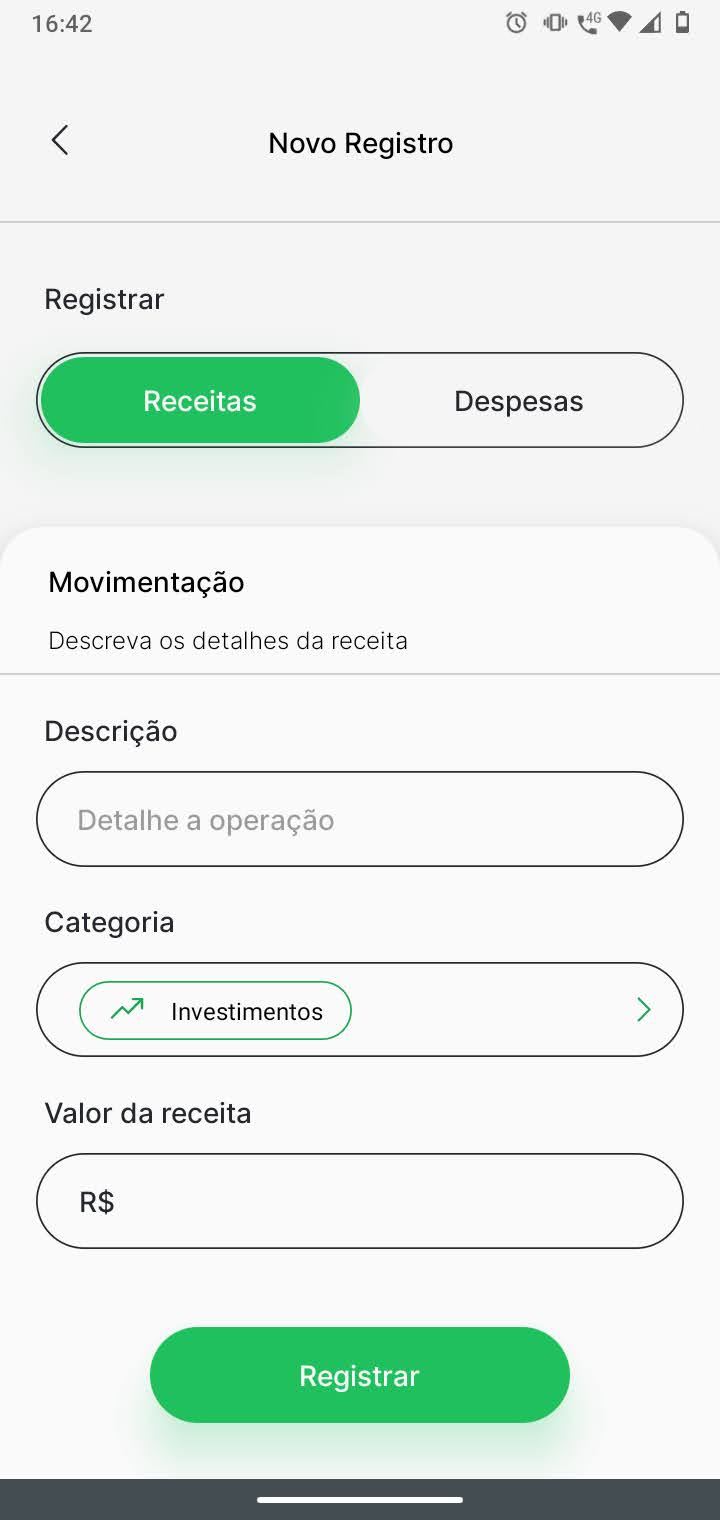 16:42
4G
Novo Registro
Registrar
Receitas Despesas
Movimentação
Descreva os detalhes da receita
Descrição
Detalhe a operação
Categoria
Investimentos
Valor da receita
R$
Registrar